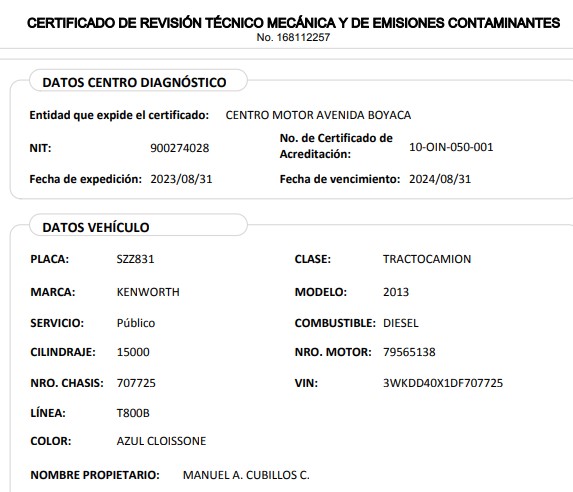 CERTIFICADO DE REVISIÓN TÉCNICO MECÁNICA Y DE EMISIONES CONTAMINANTES
No. 168112257
DATOS CENTRO DIAGNÓSTICO
Entidad que expide el certificado: CENTRO MOTOR AVENIDA BOYACA
NIT: 900274028 No. de Certificado de Acreditación: 10-OIN-050-001
Fecha de expedición: 2023/08/31 Fecha de vencimiento: 2024/08/31
DATOS VEHÍCULO
PLACA: SZZ831 CLASE: TRACTOCAMION
MARCA: KENWORTH MODELO: 2013
SERVICIO: Público COMBUSTIBLE: DIESEL
CILINDRAJE: 15000 NRO. MOTOR: 79565138
NRO. CHASIS: 707725 VIN: 3WKDD40X1DF707725
LÍNEA: T800B
COLOR: AZUL CLOISSONE
NOMBRE PROPIETARIO: MANUEL A. CUBILLOS C.